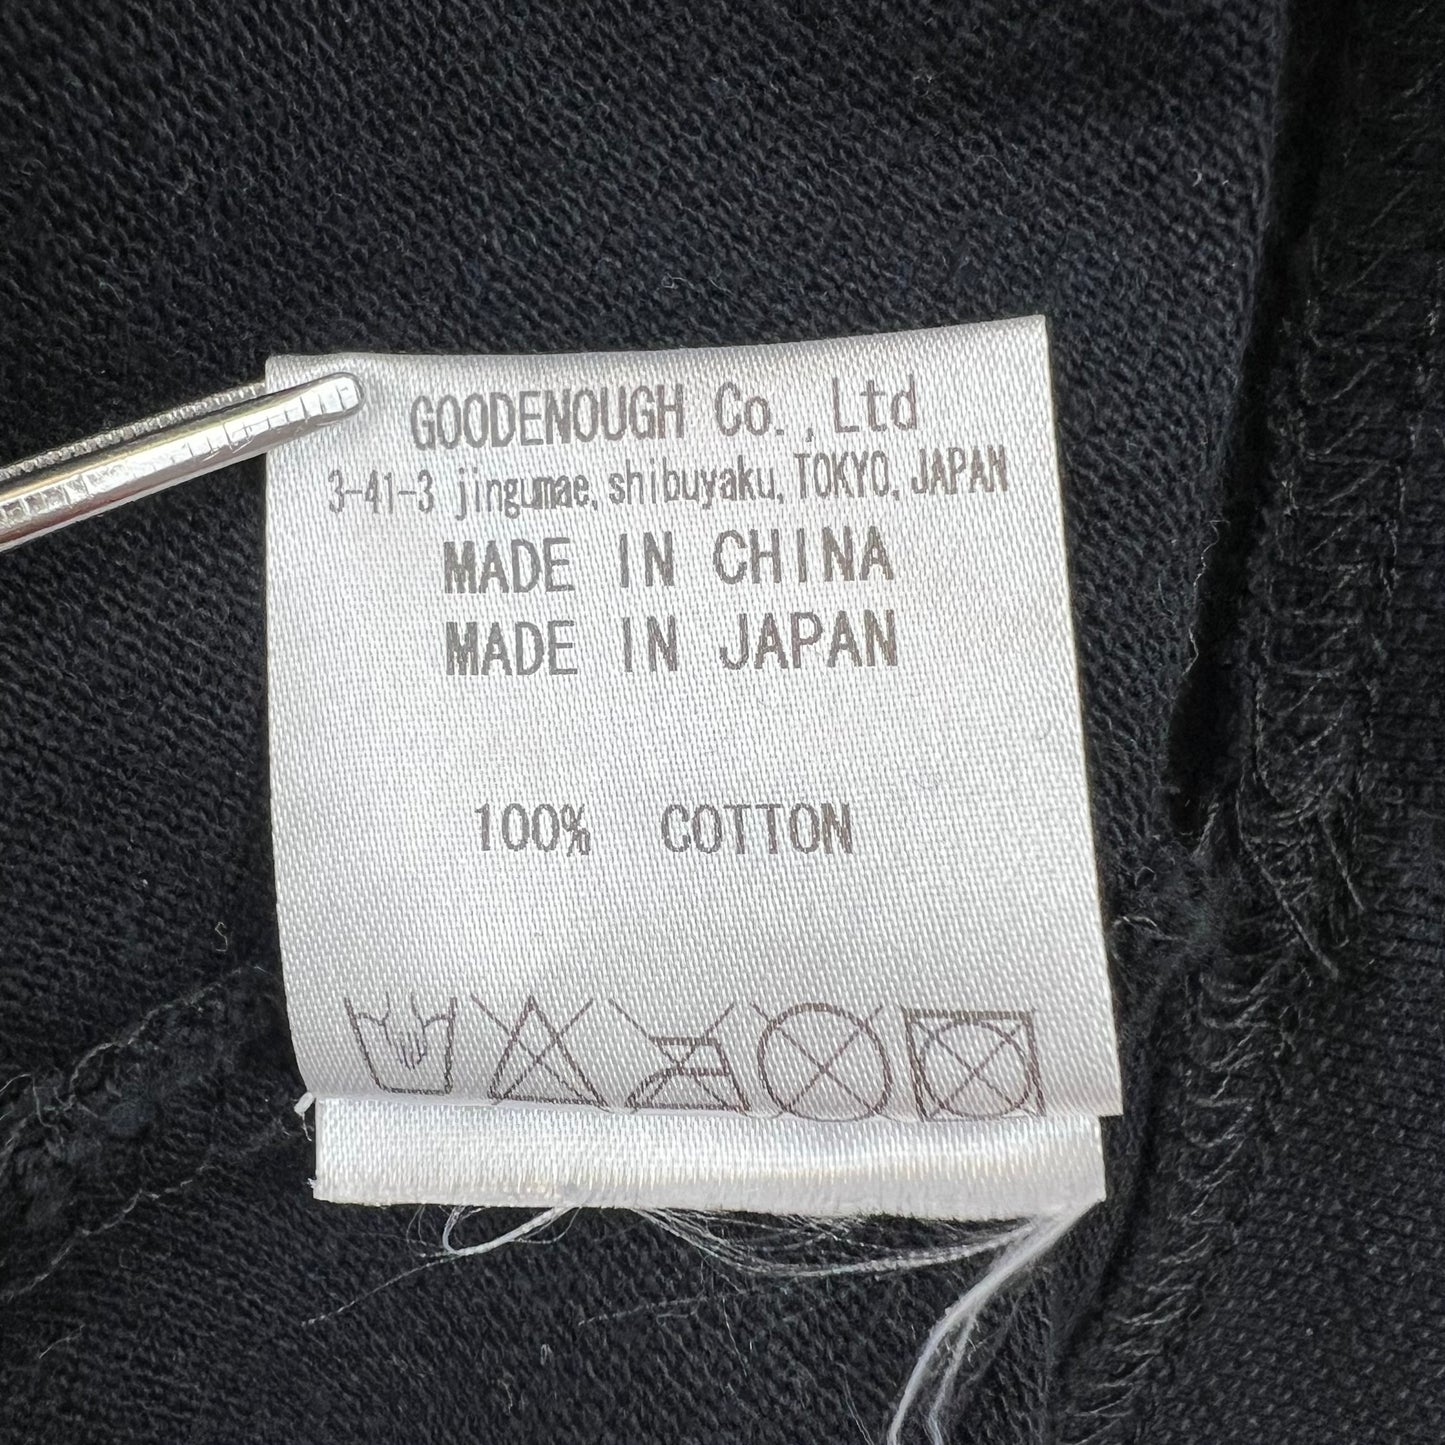 GOODENOUGH Co., Ltd
3-41-3 jingumae, shibuyaku, TOKYO, JAPAN
MADE IN CHINA
MADE IN JAPAN
100% COTTON